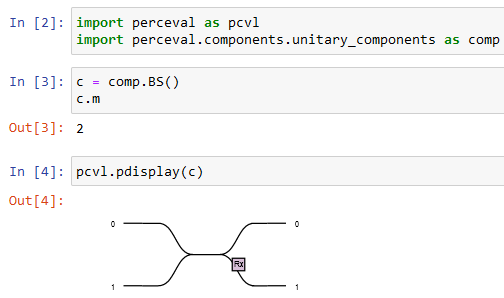 In [2]: import perceval as pcvl
import perceval.components.unitary_components as comp
In [3]: c = comp.BS()
c.m
Out[3]: 2
In [4]: pcvl.pdisplay(c)
Out[4]:
0 0
Rx
1 1